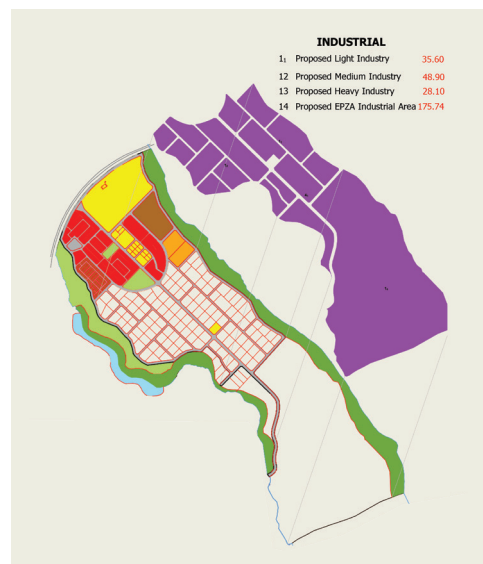 INDUSTRIAL
11 Proposed Light Industry 35.60
12 Proposed Medium Industry 48.90
13 Proposed Heavy Industry 28.10
14 Proposed EPZA Industrial Area 175.74